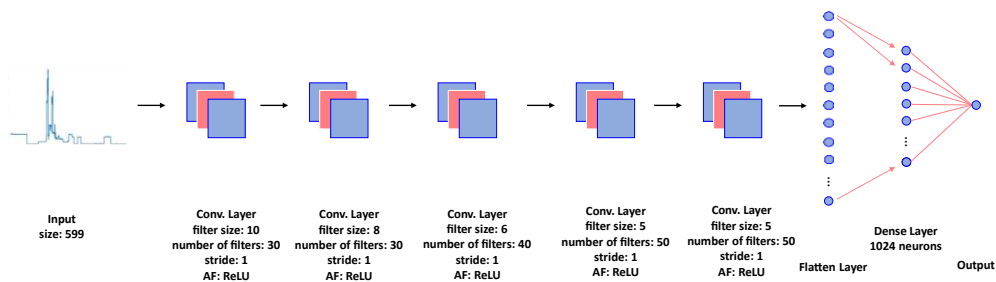 Input
size: 599
Conv. Layer
filter size: 10
number of filters: 30
stride: 1
AF: ReLU
Conv. Layer
filter size: 8
number of filters: 30
stride: 1
AF: ReLU
Conv. Layer
filter size: 6
number of filters: 40
stride: 1
AF: ReLU
Conv. Layer
filter size: 5
number of filters: 50
stride: 1
AF: ReLU
Conv. Layer
filter size: 5
number of filters: 50
stride: 1
AF: ReLU
Flatten Layer
Dense Layer
1024 neurons
Output